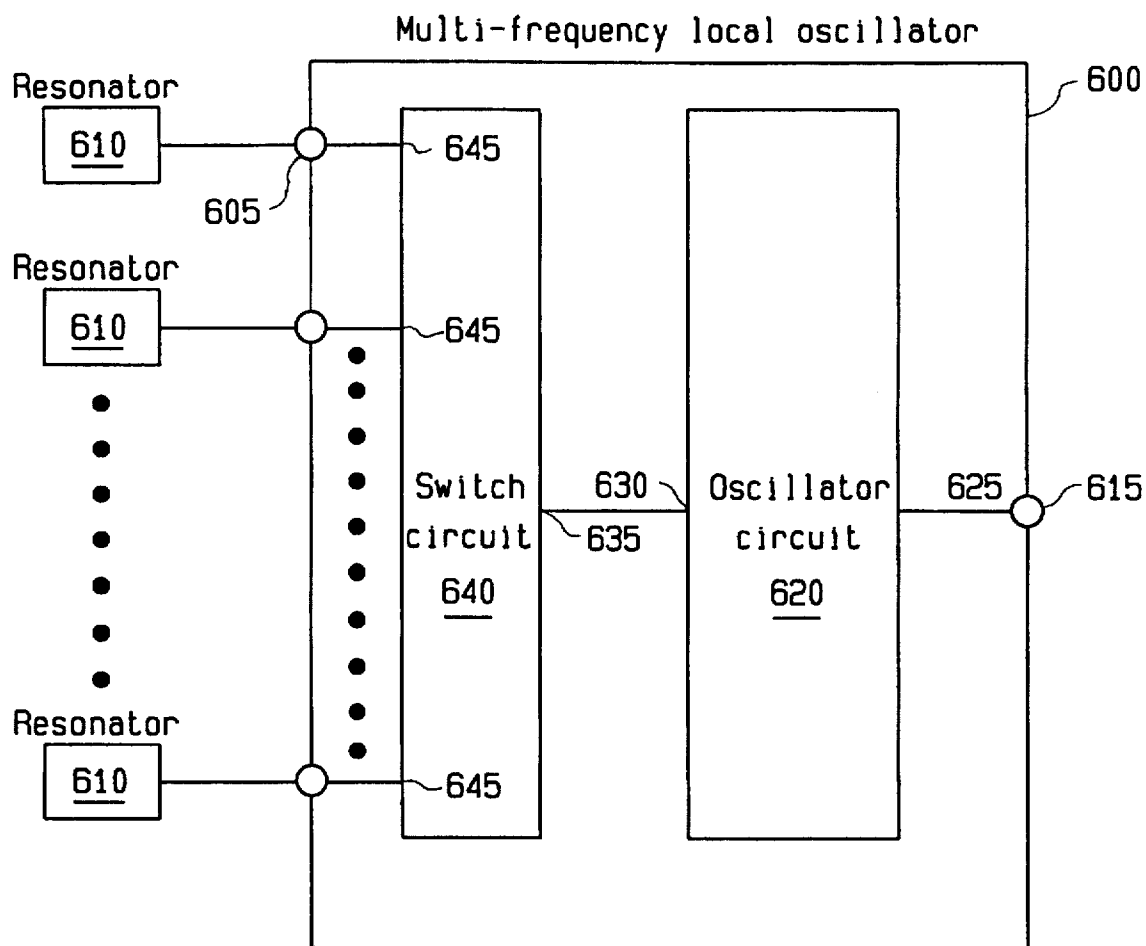 Multi-frequency local oscillator
600
Resonator
610
605
645
Resonator
610
645
Switch
circuit
640
630
635
Oscillator
circuit
620
625
615
Resonator
610
645